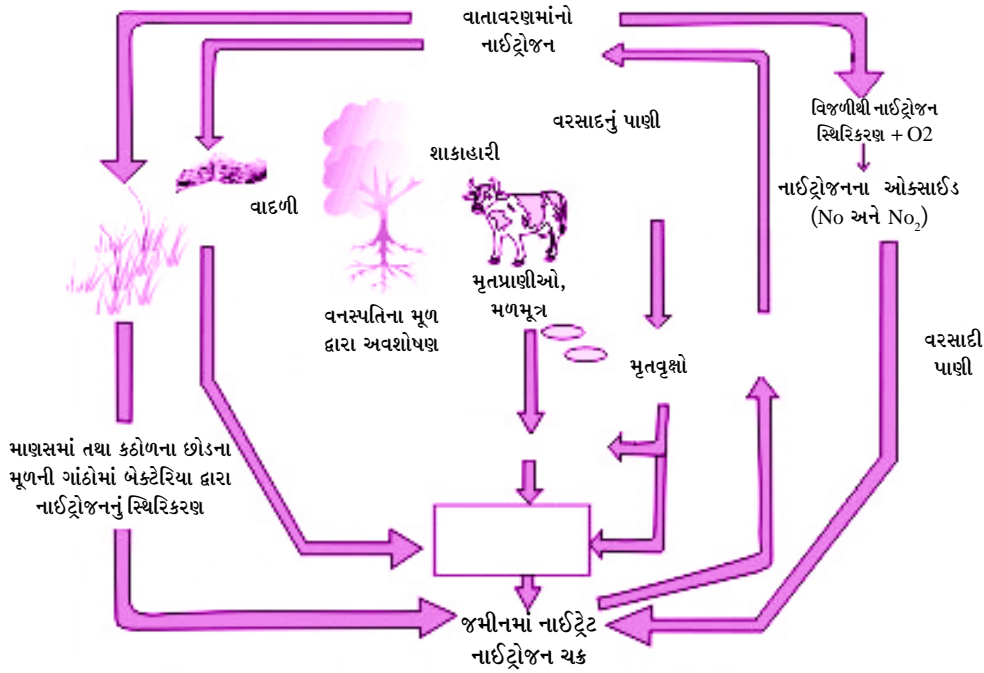 વાતાવરણમાંનો
નાઈટ્રોજન
વિજળીથી નાઈટ્રોજન
સ્થિરિકરણ + O2
વરસાદનું પાણી
શાકાહારી
નાઈટ્રોજનના ઓક્સાઈડ
(No અને No₂)
વાદળી
મૃતપ્રાણીઓ,
મળમૂત્ર
વનસ્પતિના મૂળ
દ્વારા અવશોષણ
વરસાદી
પાણી
મૃતવૃક્ષો
માણસમાં તથા કઠોળના છોડના
મૂળની ગાંઠોમાં બેક્ટેરિયા દ્વારા
નાઈટ્રોજનનું સ્થિરિકરણ
જમીનમાં નાઈટ્રેટ
નાઈટ્રોજન ચક્ર